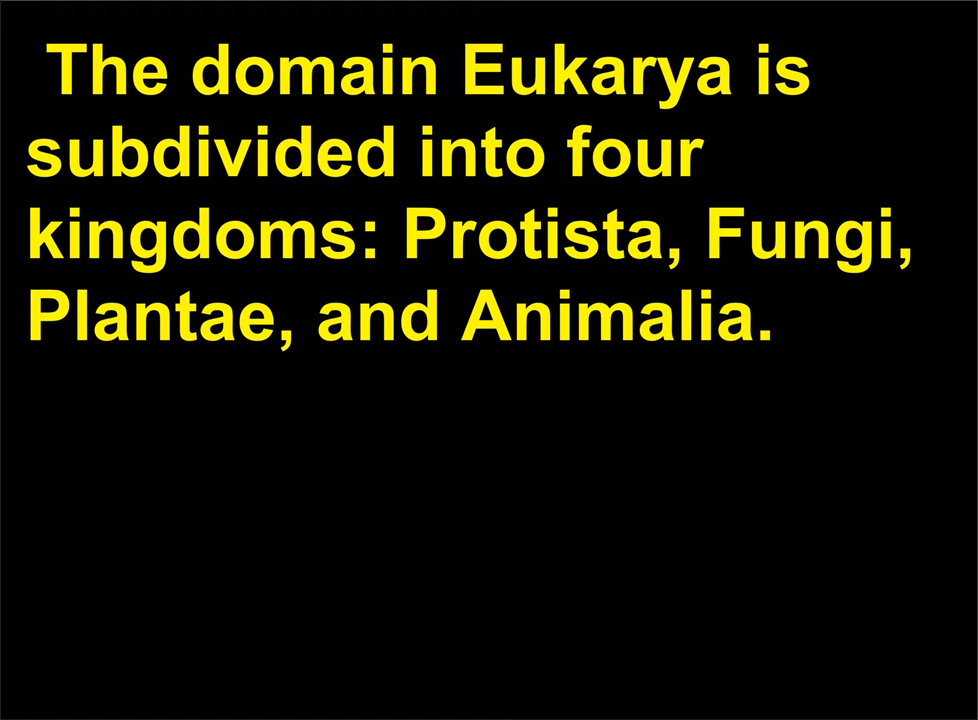 The domain Eukarya is
subdivided into four
kingdoms: Protista, Fungi,
Plantae, and Animalia.